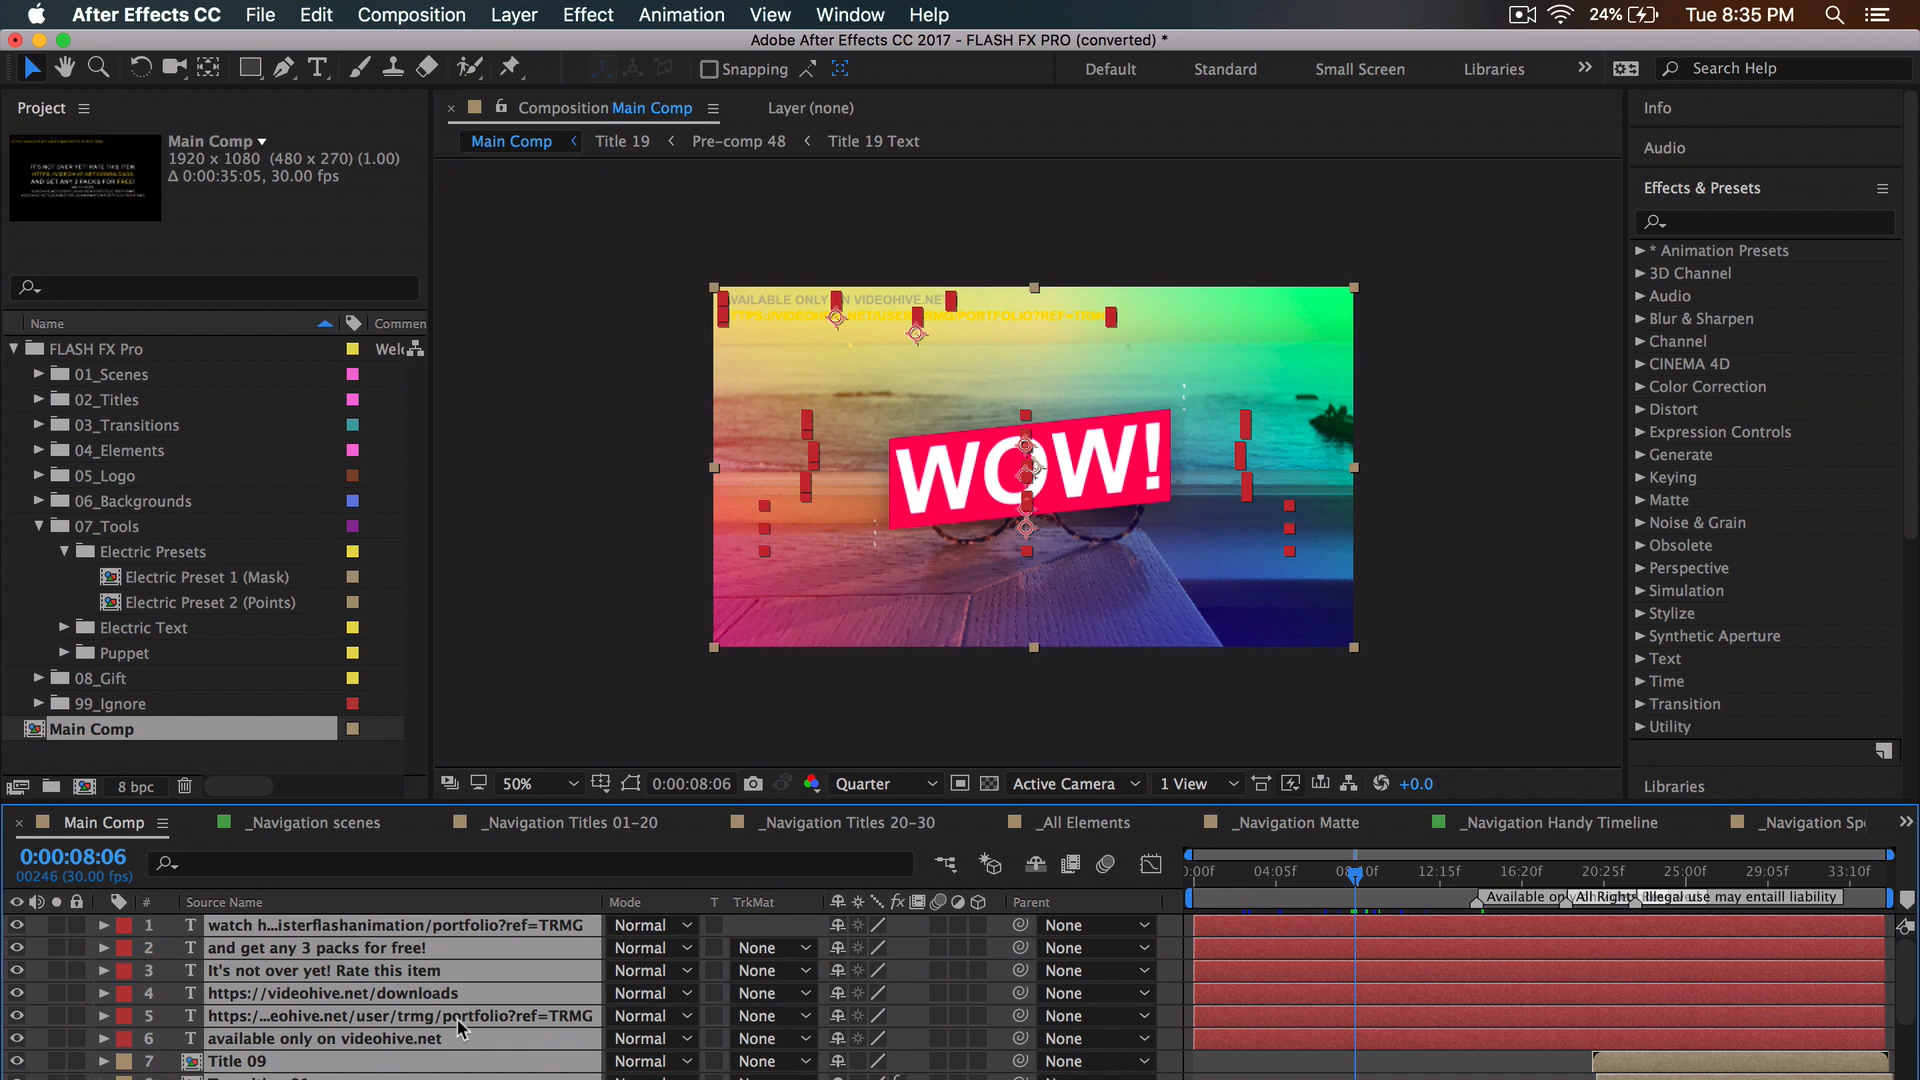 After Effects CC File Edit Composition Layer Effect Animation View Window Help 24% Tue 8:35 PM
Adobe After Effects CC 2017 - FLASH FX PRO (converted) *
Snapping Default Standard Small Screen Libraries Search Help
Project
Main Comp
1920 x 1080 (480 x 270) (1.00)
Δ 0:00:35:05, 30.00 fps
Name Commen
FLASH FX Pro Welc
01_Scenes
02_Titles
03_Transitions
04_Elements
05_Logo
06_Backgrounds
07_Tools
Electric Presets
Electric Preset 1 (Mask)
Electric Preset 2 (Points)
Electric Text
Puppet
08_Gift
99_Ignore
Main Comp
8 bpc
Composition Main Comp Layer (none)
Main Comp Title 19 Pre-comp 48 Title 19 Text
WOW!
50% 0:00:08:06 Quarter Active Camera 1 View +0.0
Info
Audio
Effects & Presets
* Animation Presets
3D Channel
Audio
Blur & Sharpen
Channel
CINEMA 4D
Color Correction
Distort
Expression Controls
Generate
Keying
Matte
Noise & Grain
Obsolete
Perspective
Simulation
Stylize
Synthetic Aperture
Text
Time
Transition
Utility
Libraries
Main Comp _Navigation scenes _Navigation Titles 01-20 _Navigation Titles 20-30 _All Elements _Navigation Matte _Navigation Handy Timeline _Navigation Spe
0:00:08:06
00246 (30.00 fps)
04:05f 12:15f 16:20f 20:25f 25:00f 29:05f 33:10f
# Source Name Mode T TrkMat Parent
Available only All Rights Illegal use may entaill liability
1 T watch h...isterflashanimation/portfolio?ref=TRMG Normal None
2 T and get any 3 packs for free! Normal None None
3 T It's not over yet! Rate this item Normal None None
4 T https://videohive.net/downloads Normal None None
5 T https:/...eohive.net/user/trmg/portfolio?ref=TRMG Normal None None
6 T available only on videohive.net Normal None None
7 Title 09 Normal None None